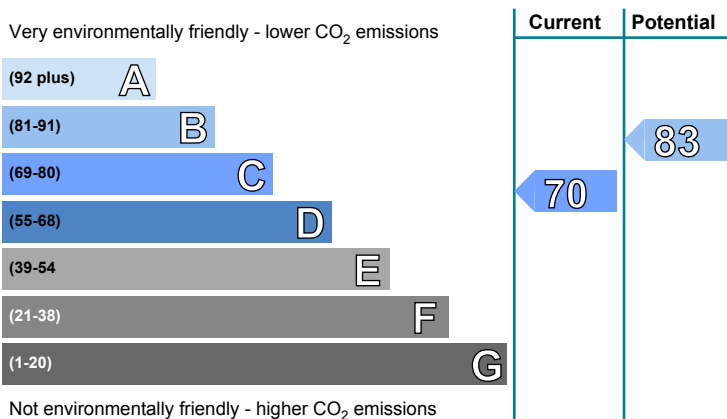 Very environmentally friendly - lower CO2 emissions
Current
Potential
(92 plus) A
(81-91) B
83
(69-80) C
70
(55-68) D
(39-54 E
(21-38) F
(1-20) G
Not environmentally friendly - higher CO2 emissions